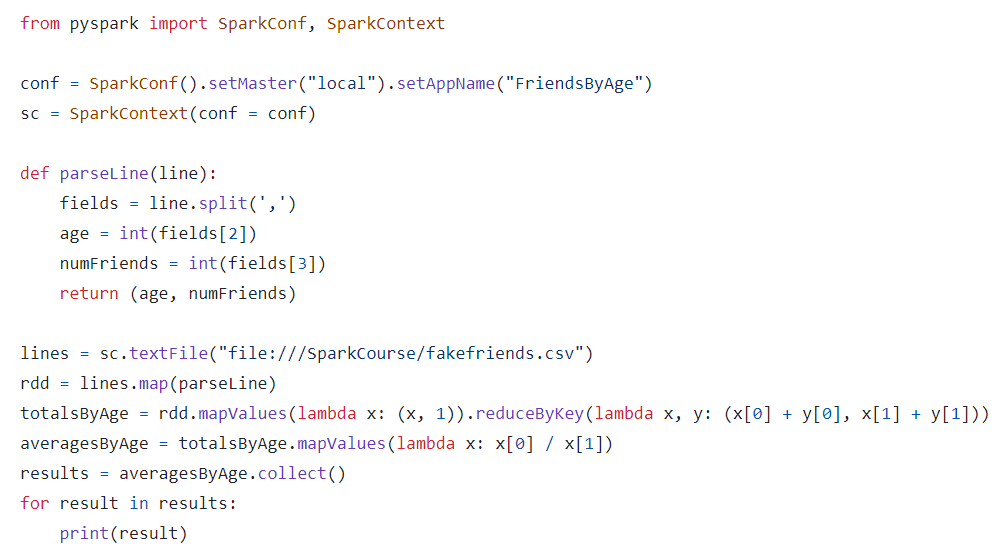 from pyspark import SparkConf, SparkContext

conf = SparkConf().setMaster("local").setAppName("FriendsByAge")
sc = SparkContext(conf = conf)

def parseLine(line):
    fields = line.split(',')
    age = int(fields[2])
    numFriends = int(fields[3])
    return (age, numFriends)

lines = sc.textFile("file:///SparkCourse/fakefriends.csv")
rdd = lines.map(parseLine)
totalsByAge = rdd.mapValues(lambda x: (x, 1)).reduceByKey(lambda x, y: (x[0] + y[0], x[1] + y[1]))
averagesByAge = totalsByAge.mapValues(lambda x: x[0] / x[1])
results = averagesByAge.collect()
for result in results:
    print(result)